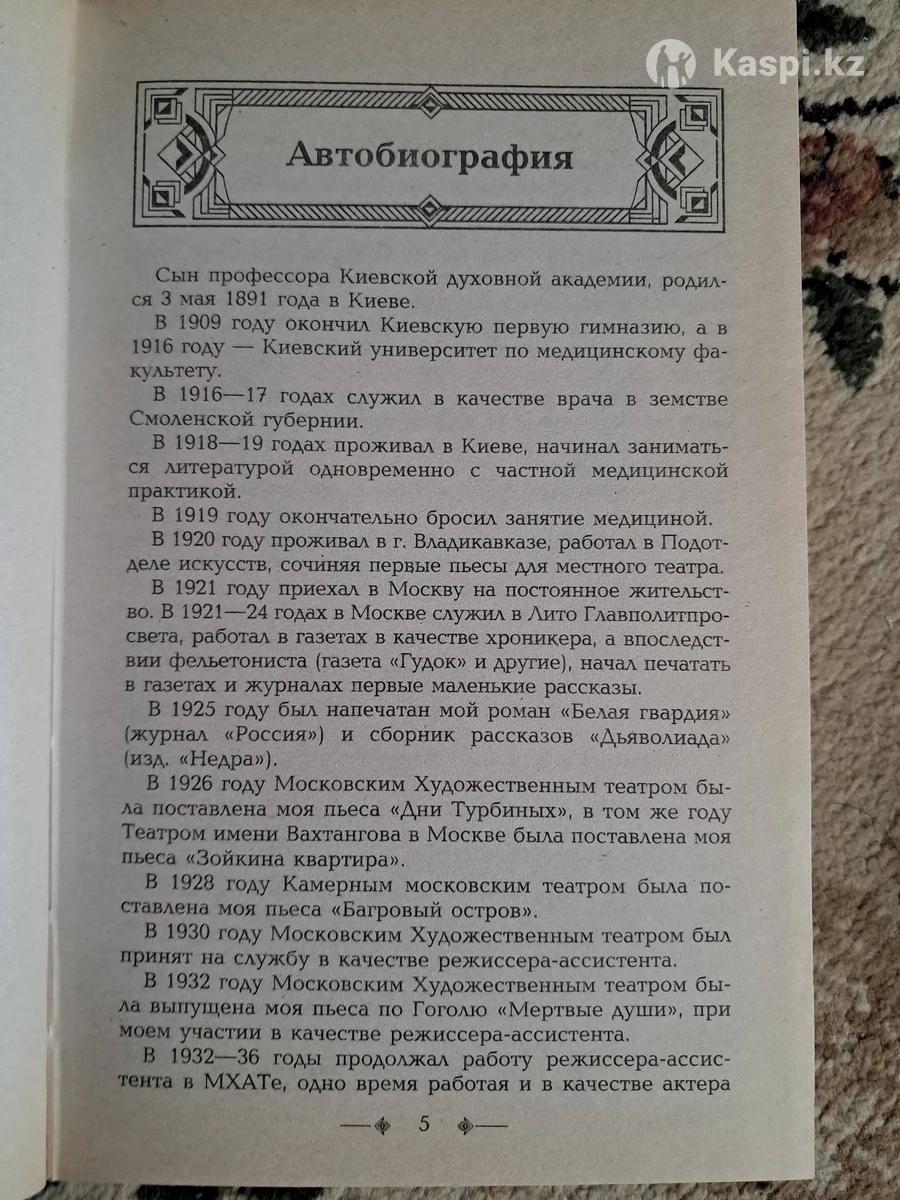 Kaspi.kz
Автобиография
Сын профессора Киевской духовной академии, родил-
ся 3 мая 1891 года в Киеве.
В 1909 году окончил Киевскую первую гимназию, а в
1916 году — Киевский университет по медицинскому фа-
культету.
В 1916—17 годах служил в качестве врача в земстве
Смоленской губернии.
В 1918—19 годах проживал в Киеве, начинал занимать-
ся литературой одновременно с частной медицинской
практикой.
В 1919 году окончательно бросил занятие медициной.
В 1920 году проживал в г. Владикавказе, работал в Подот-
деле искусств, сочиняя первые пьесы для местного театра.
В 1921 году приехал в Москву на постоянное жительст-
во. В 1921—24 годах в Москве служил в Лито Главполитпро-
света, работал в газетах в качестве хроникера, а впоследст-
вии фельетониста (газета «Гудок» и другие), начал печатать
в газетах и журналах первые маленькие рассказы.
В 1925 году был напечатан мой роман «Белая гвардия»
(журнал «Россия») и сборник рассказов «Дьяволиада»
(изд. «Недра»).
В 1926 году Московским Художественным театром бы-
ла поставлена моя пьеса «Дни Турбиных», в том же году
Театром имени Вахтангова в Москве была поставлена моя
пьеса «Зойкина квартира».
В 1928 году Камерным московским театром была по-
ставлена моя пьеса «Багровый остров».
В 1930 году Московским Художественным театром был
принят на службу в качестве режиссера-ассистента.
В 1932 году Московским Художественным театром бы-
ла выпущена моя пьеса по Гоголю «Мертвые души», при
моем участии в качестве режиссера-ассистента.
В 1932—36 годы продолжал работу режиссера-ассис-
тента в МХАТе, одно время работая и в качестве актера
5